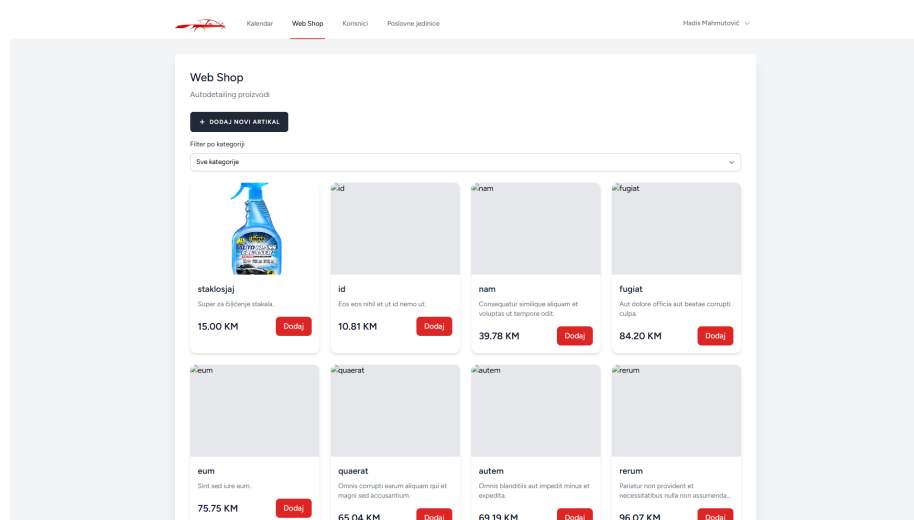 Kalendar
Web Shop
Korisnici
Poslovne jedinice
Hadis Mahmutović
Web Shop
Autodetailing proizvodi
+ DODAJ NOVI ARTIKAL
Filter po kategoriji
Sve kategorije
id
nam
fugiat
staklosjaj
Super za čišćenje stakala.
15.00 KM
Dodaj
id
Eos eos nihil et ut id nemo ut.
10.81 KM
Dodaj
nam
Consequatur similique aliquam et
voluptas ut tempore odit.
39.78 KM
Dodaj
fugiat
Aut dolore officia aut beatae corrupti
culpa.
84.20 KM
Dodaj
eum
quaerat
autem
rerum
eum
Sint sed iure eum.
75.75 KM
Dodaj
quaerat
Omnis corrupti earum aliquam qui et
magni sed accusantium.
65.04 KM
Dodaj
autem
Omnis blanditiis aut impedit minus et
expedita.
69.19 KM
Dodaj
rerum
Pariatur non provident et
necessitatibus nulla non assumenda...
96.07 KM
Dodaj